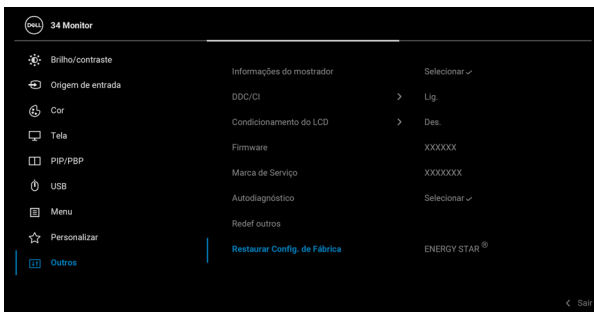 DELL 34 Monitor
Brilho/contraste
Origem de entrada
Cor
Tela
PIP/PBP
USB
Menu
Personalizar
Outros
Informações do mostrador Selecionar ✓
DDC/CI > Lig.
Condicionamento do LCD > Des.
Firmware XXXXXX
Marca de Serviço XXXXXXX
Autodiagnóstico Selecionar ✓
Redef outros
Restaurar Config. de Fábrica ENERGY STAR ®
< Sair